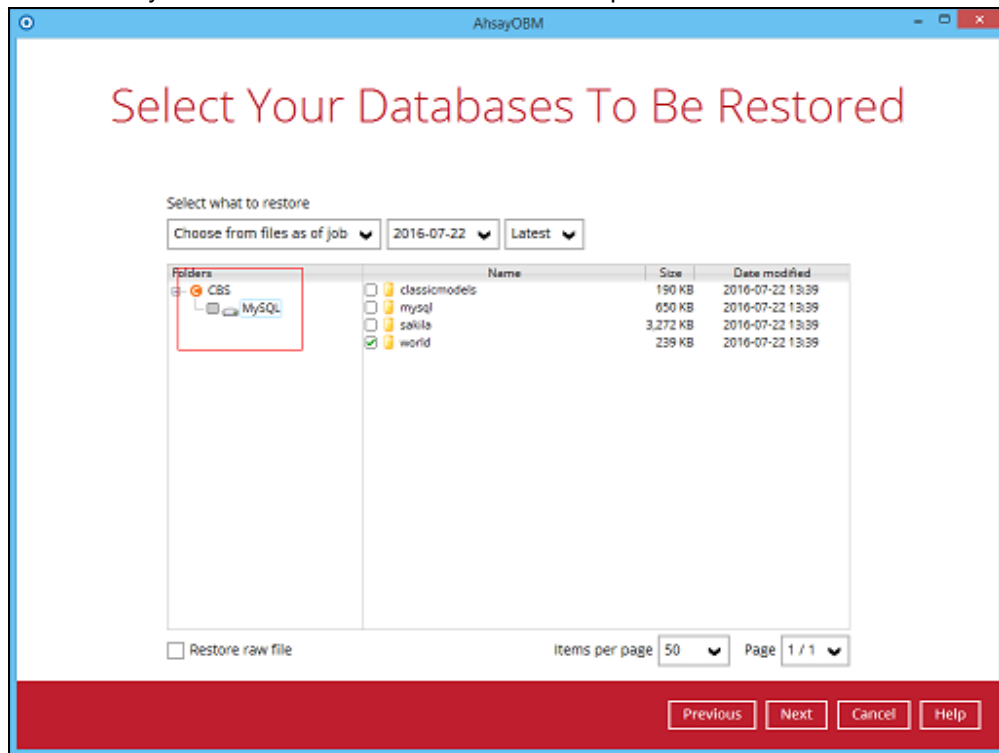 AhsayOBM
Select Your Databases To Be Restored
Select what to restore
Choose from files as of job 2016-07-22 Latest
Folders Name Size Date modified
CBS classicmodels 190 KB 2016-07-22 13:39
MySQL mysql 650 KB 2016-07-22 13:39
sakila 3,272 KB 2016-07-22 13:39
world 239 KB 2016-07-22 13:39
Restore raw file Items per page 50 Page 1 / 1
Previous Next Cancel Help